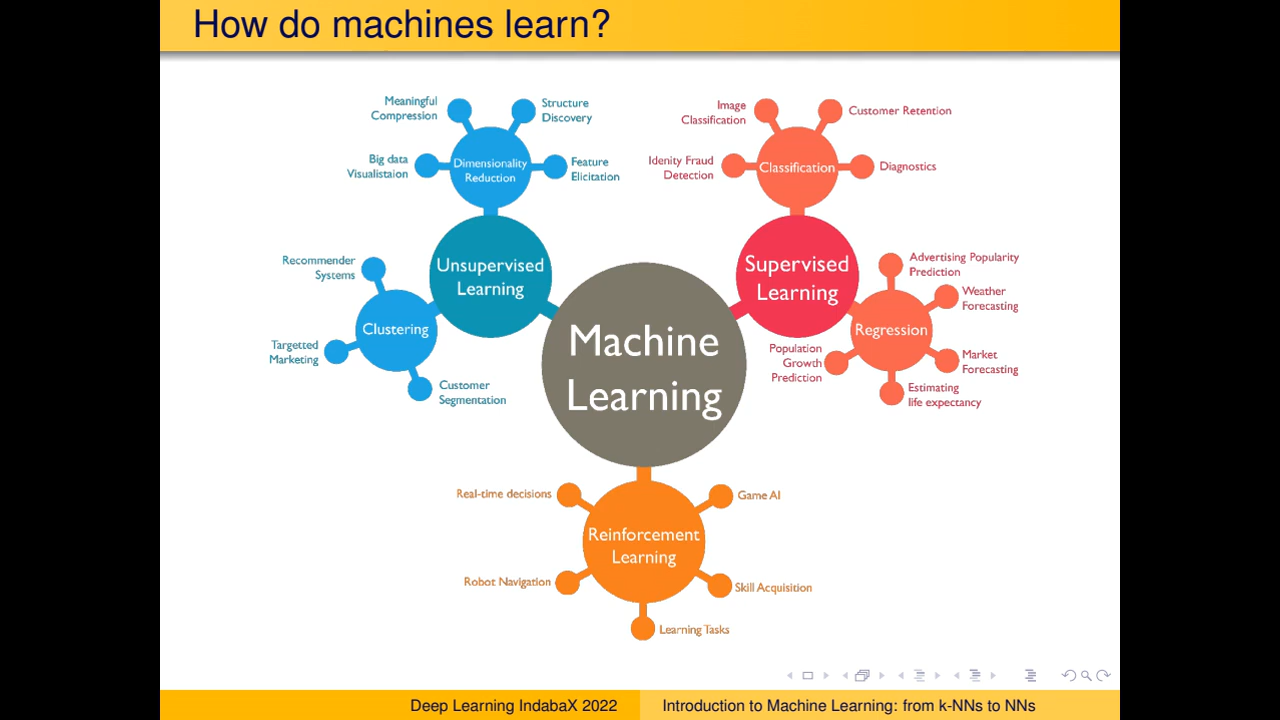 How do machines learn?
Meaningful
Compression
Structure
Discovery
Big data
Visualistaion
Dimensionality
Reduction
Feature
Elicitation
Image
Classification
Customer Retention
Idenity Fraud
Detection
Classification
Diagnostics
Unsupervised
Learning
Supervised
Learning
Recommender
Systems
Clustering
Targetted
Marketing
Customer
Segmentation
Advertising Popularity
Prediction
Weather
Forecasting
Regression
Population
Growth
Prediction
Market
Forecasting
Estimating
life expectancy
Machine
Learning
Real-time decisions
Game AI
Reinforcement
Learning
Robot Navigation
Skill Acquisition
Learning Tasks
Deep Learning IndabaX 2022
Introduction to Machine Learning: from k-NNs to NNs